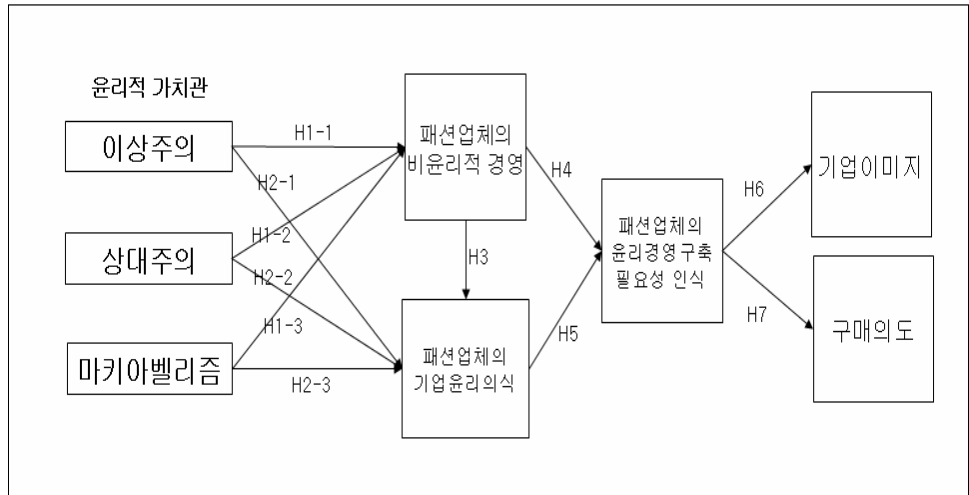 윤리적 가치관
이상주의
상대주의
마키아벨리즘
H1-1
H2-1
H1-2
H2-2
H1-3
H2-3
패션업체의
비윤리적 경영
H3
패션업체의
기업윤리의식
H4
H5
패션업체의
윤리경영구축
필요성 인식
H6
H7
기업이미지
구매의도